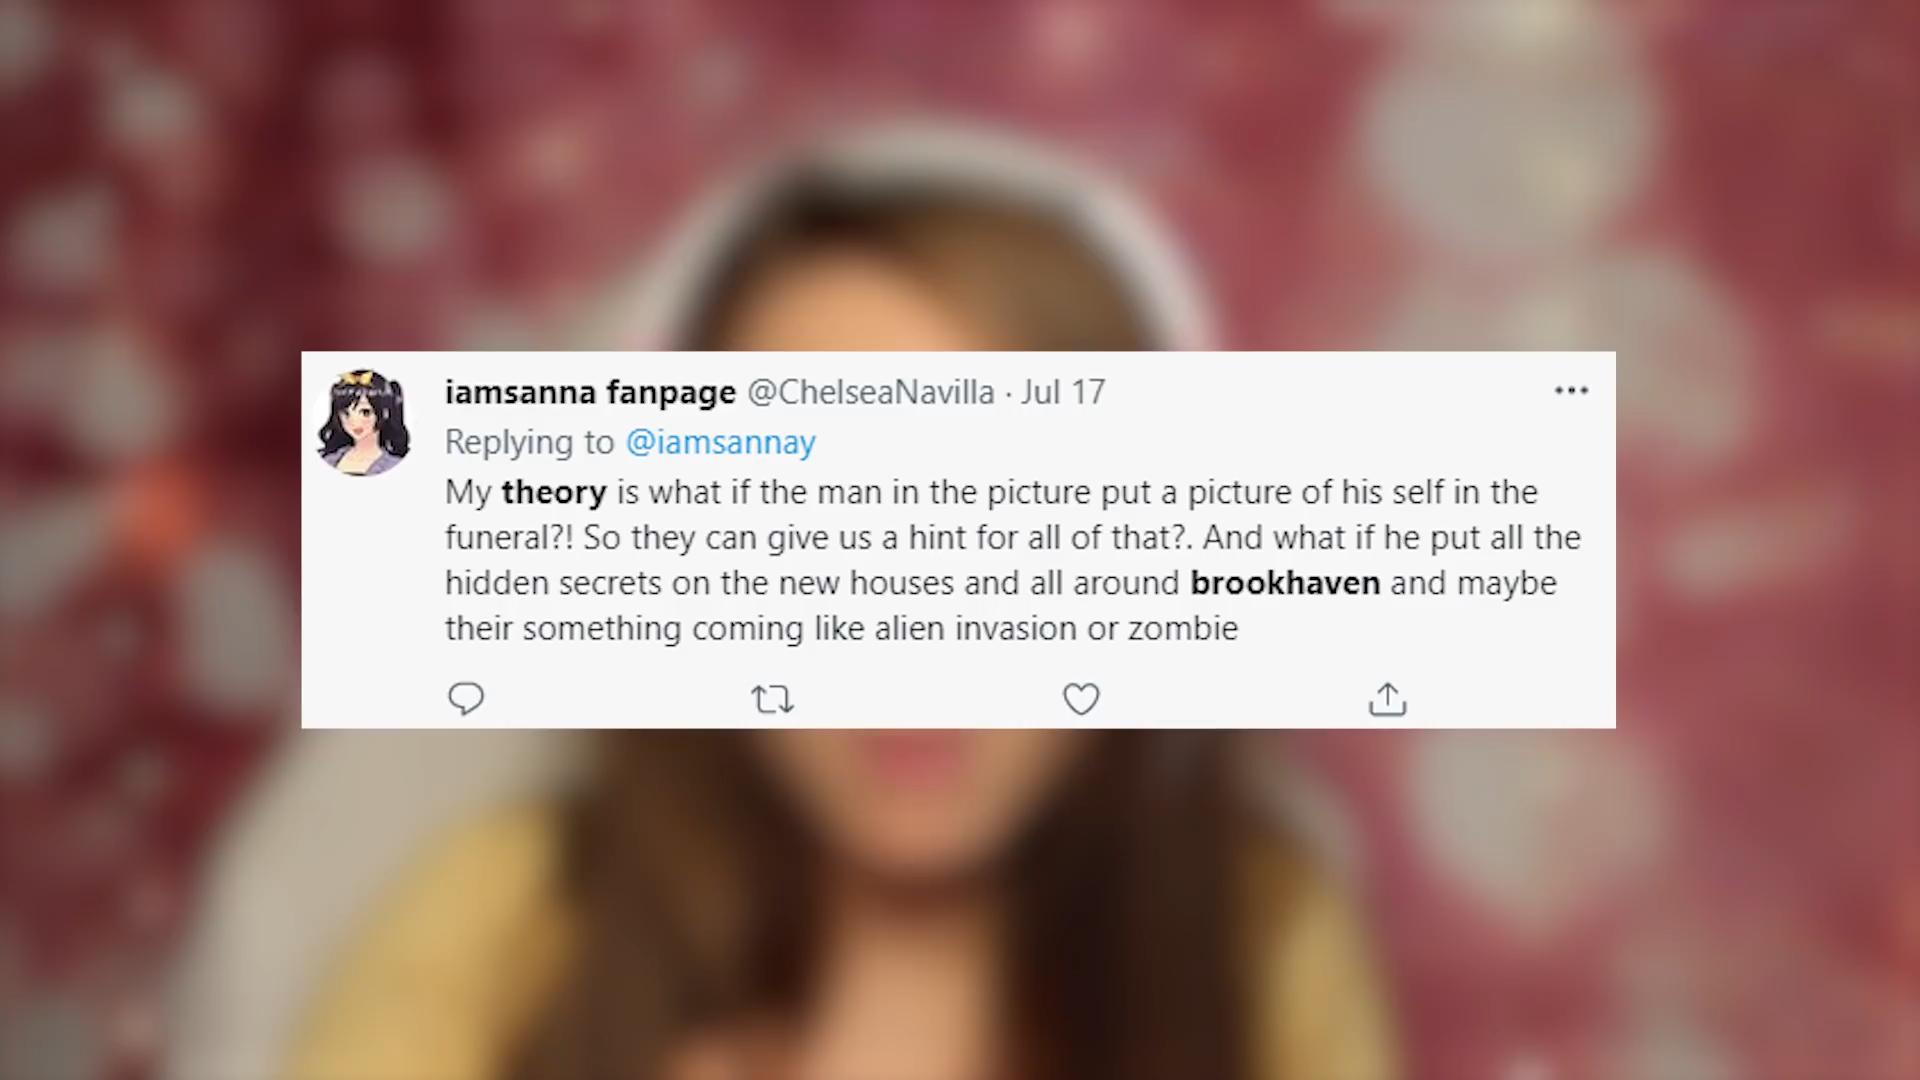 iamsanna fanpage @ChelseaNavilla · Jul 17
Replying to @iamsannay
My theory is what if the man in the picture put a picture of his self in the
funeral?! So they can give us a hint for all of that?. And what if he put all the
hidden secrets on the new houses and all around brookhaven and maybe
their something coming like alien invasion or zombie